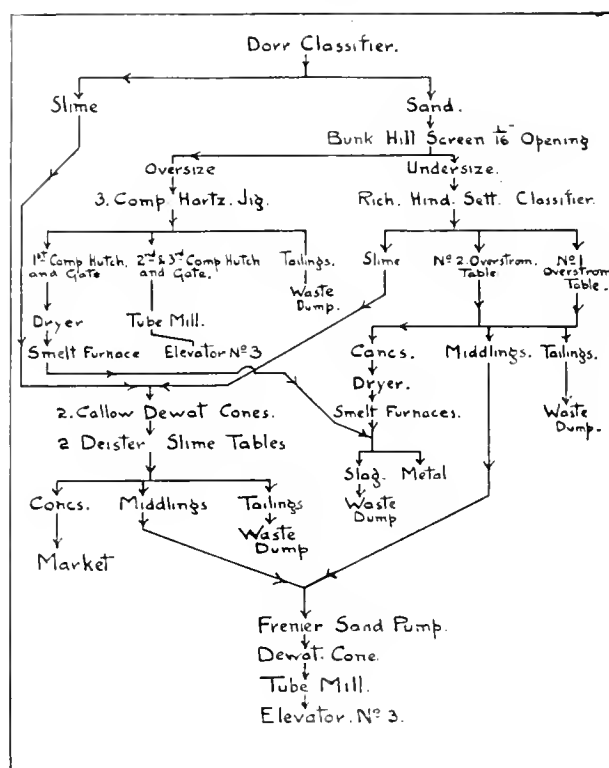 Dorr Classifier.
Slime
Sand.
Bunk Hill Screen 1/16" Opening
Oversize
Undersize.
3. Comp Hartz. Jig.
Rich. Hind. Sett. Classifier.
1st Comp Hutch and Gate
2nd & 3rd Comp Hutch and Gate.
Tailings.
Waste Dump.
Slime
No 2. Overstrom. Table
No 1 Overstrom Table.
Dryer
Smelt Furnace
Tube Mill.
Elevator No 3
Concs.
Middlings.
Tailings.
Dryer.
Waste Dump.
Smelt Furnaces.
2. Callow Dewat Cones.
2 Deister Slime Tables
Slag.
Metal
Waste Dump
Concs.
Middlings
Tailings
Waste Dump
Market
Frenier Sand Pump.
Dewat. Cone.
Tube Mill.
Elevator. No 3.